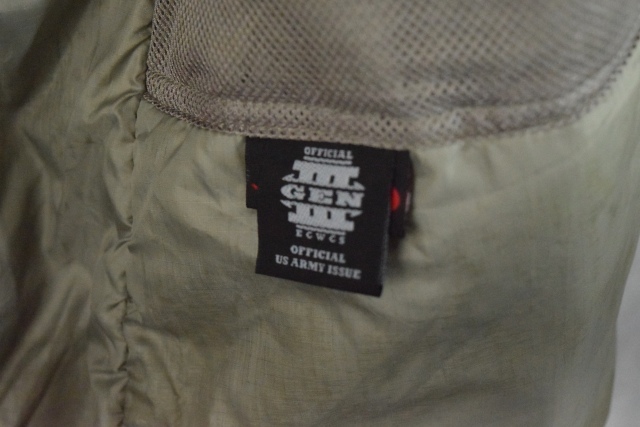 OFFICIAL
III
GEN
III
ECWCS
OFFICIAL
US ARMY ISSUE